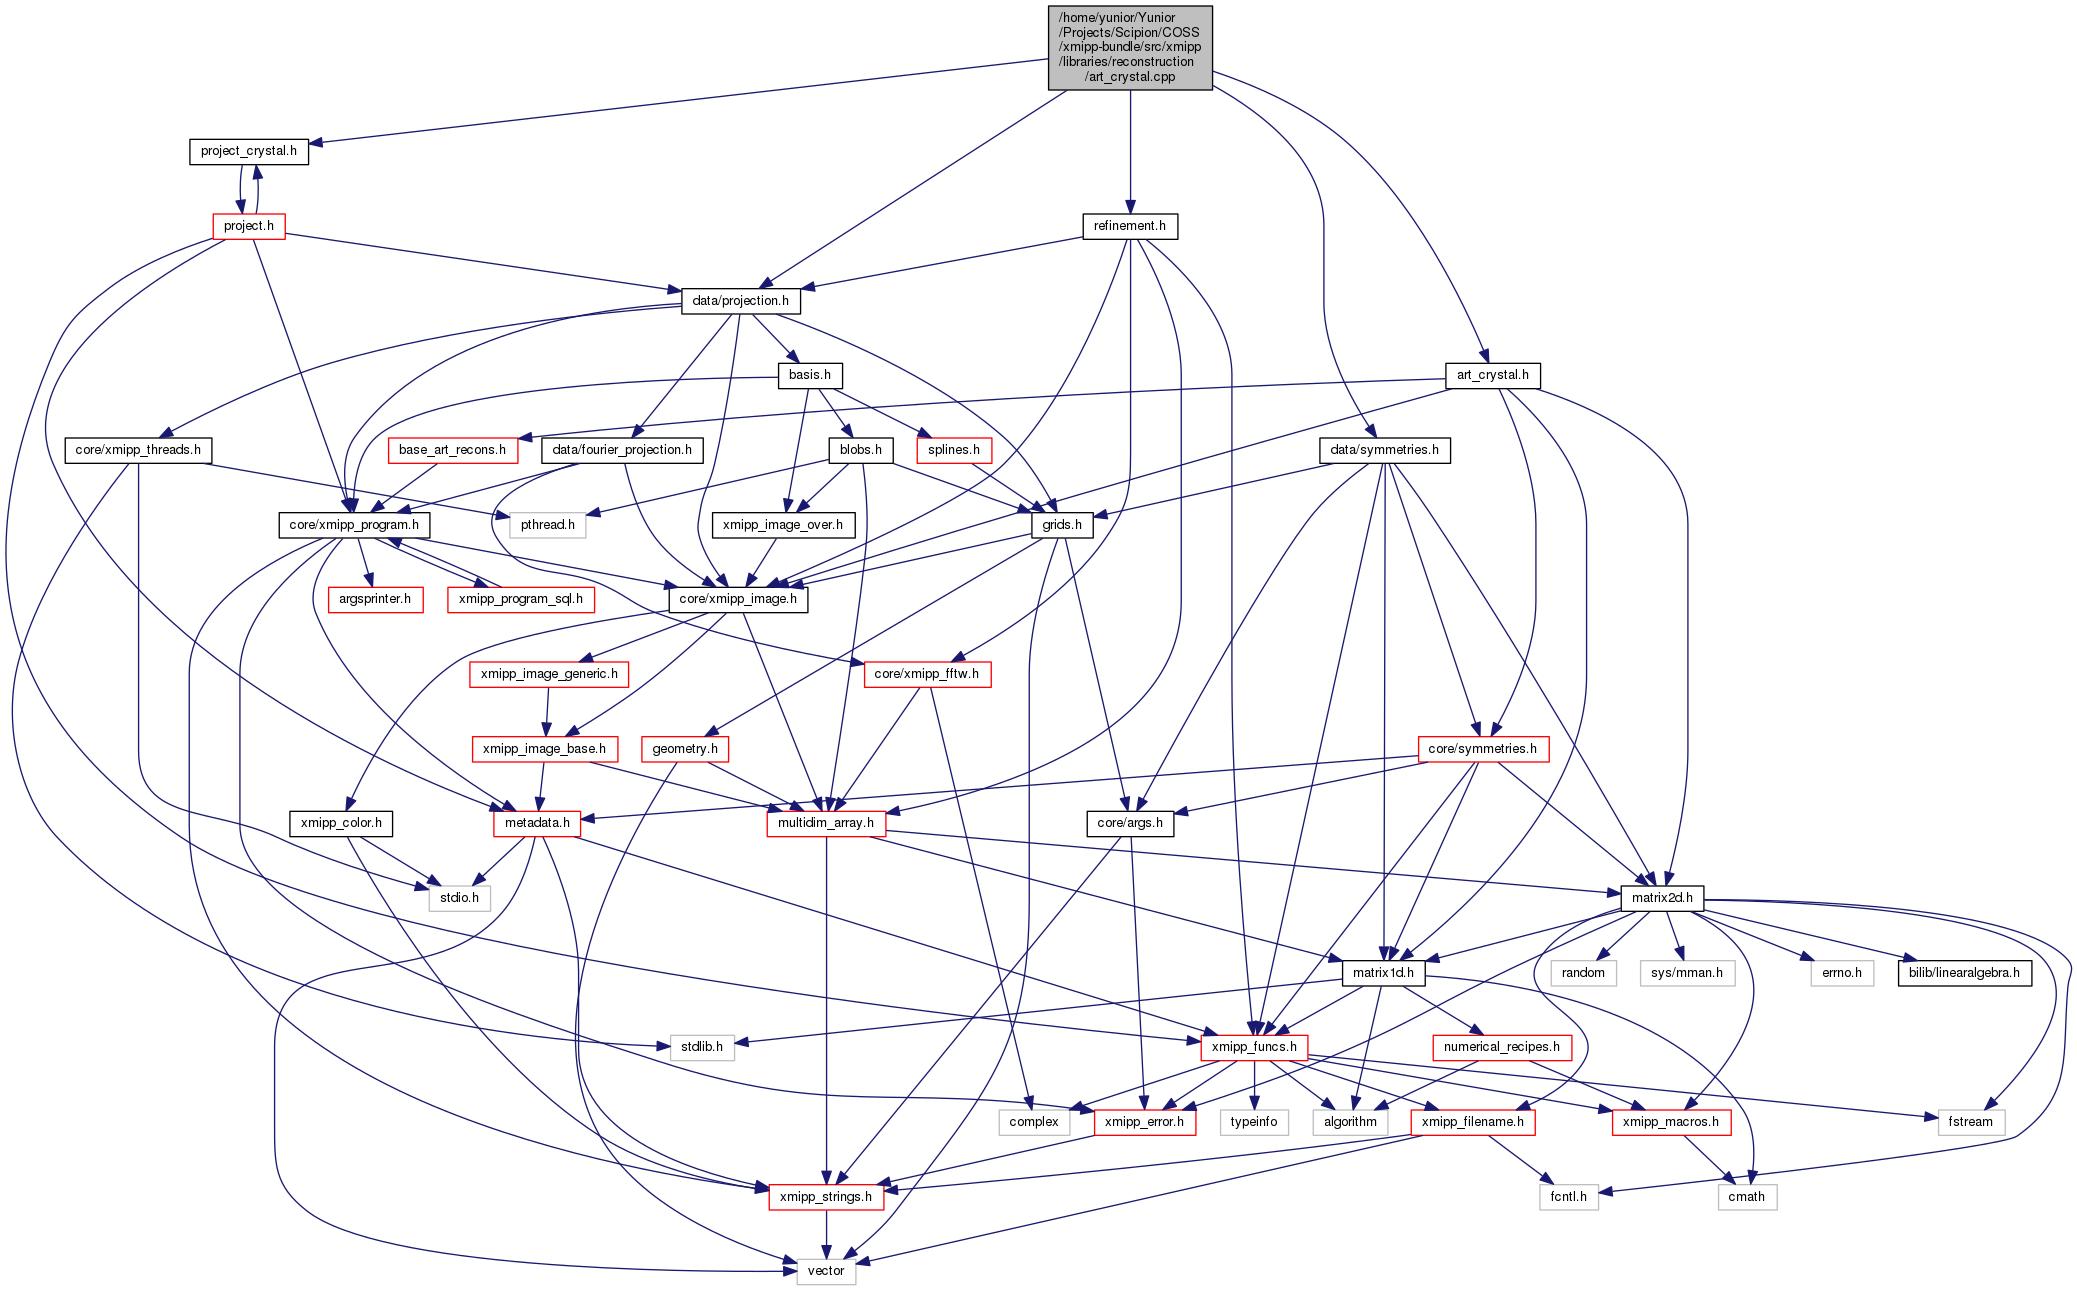 /home/yunior/Yunior
/Projects/Scipion/COSS
/xmipp-bundle/src/xmipp
/libraries/reconstruction
/art_crystal.cpp
project_crystal.h
project.h
refinement.h
data/projection.h
basis.h
art_crystal.h
core/xmipp_threads.h
base_art_recons.h
data/fourier_projection.h
blobs.h
splines.h
data/symmetries.h
core/xmipp_program.h
pthread.h
xmipp_image_over.h
grids.h
argsprinter.h
xmipp_program_sql.h
core/xmipp_image.h
xmipp_image_generic.h
core/xmipp_fftw.h
xmipp_image_base.h
geometry.h
core/symmetries.h
xmipp_color.h
metadata.h
multidim_array.h
core/args.h
stdio.h
matrix2d.h
matrix1d.h
random
sys/mman.h
errno.h
bilib/linearalgebra.h
stdlib.h
xmipp_funcs.h
numerical_recipes.h
complex
xmipp_error.h
typeinfo
algorithm
xmipp_filename.h
xmipp_macros.h
fstream
xmipp_strings.h
fcntl.h
cmath
vector